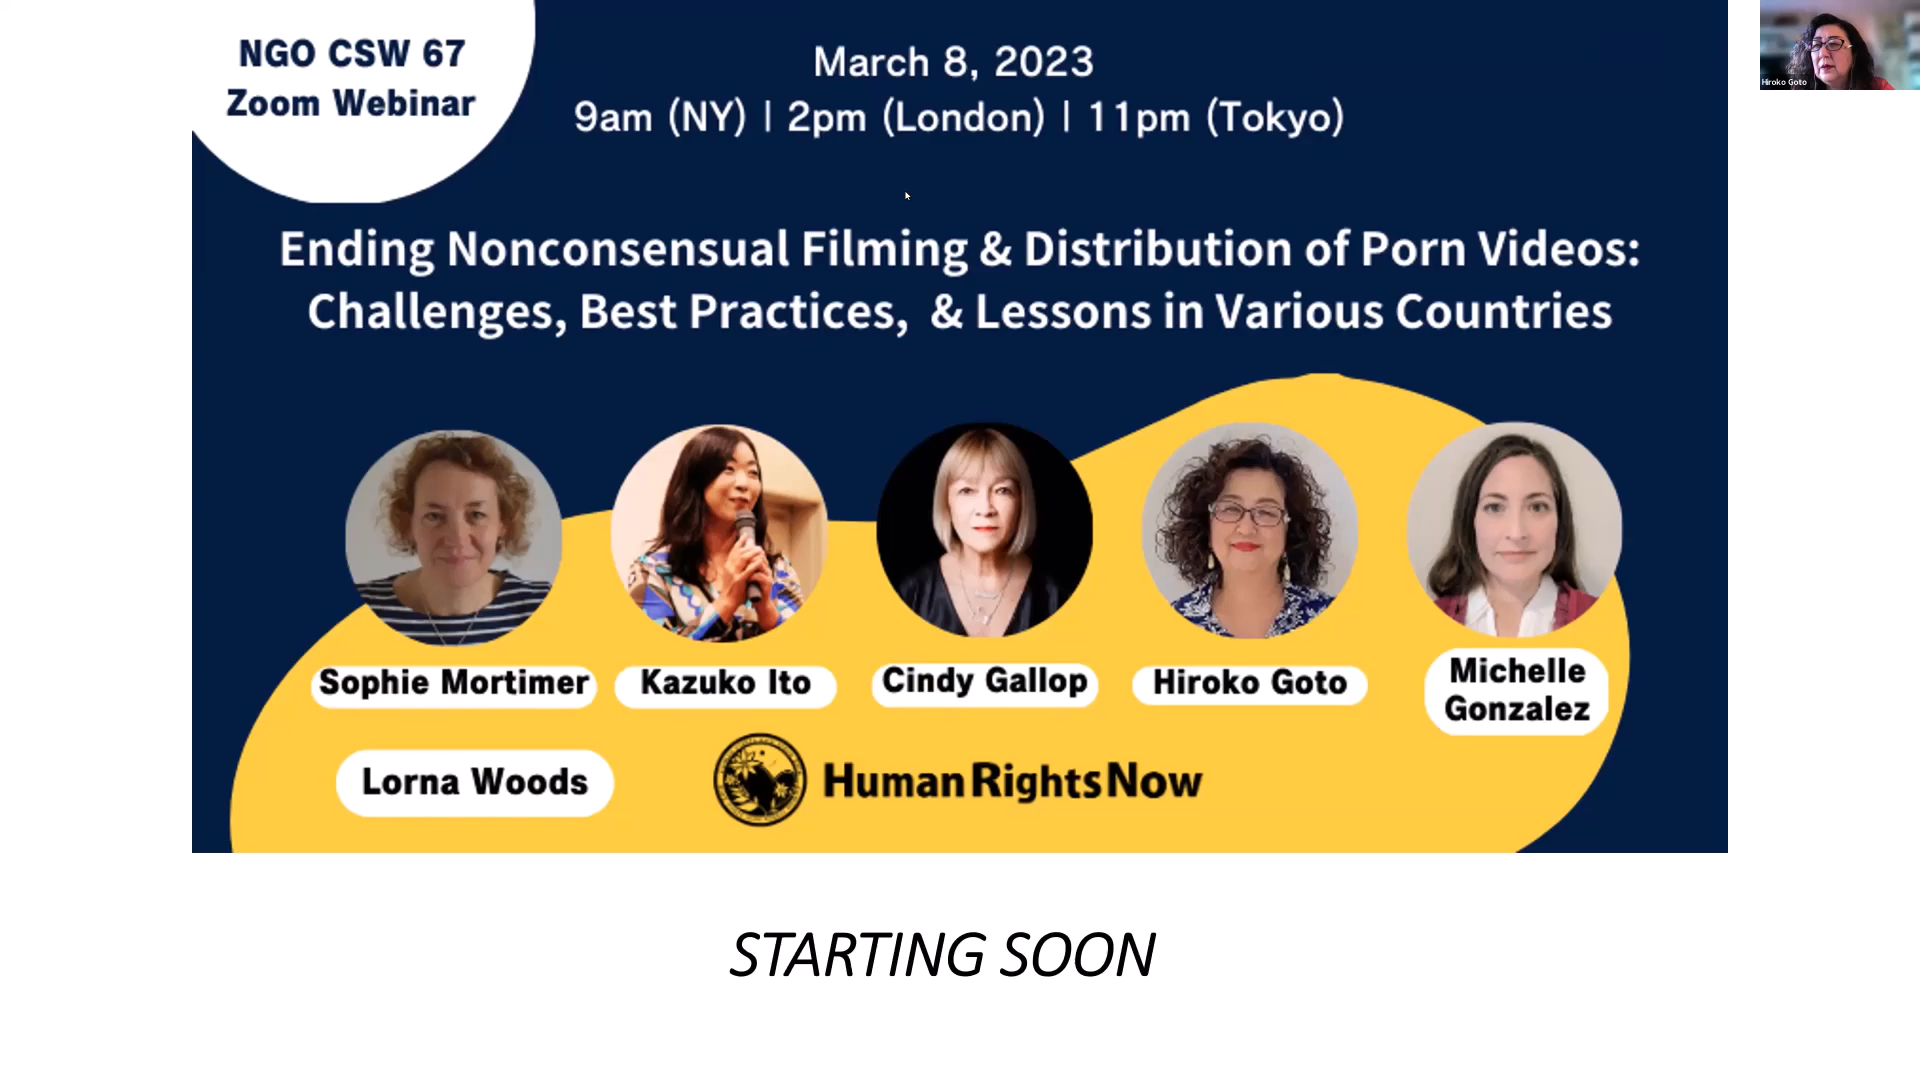 NGO CSW 67
Zoom Webinar
March 8, 2023
9am (NY) | 2pm (London) | 11pm (Tokyo)
Hiroko Goto
Ending Nonconsensual Filming & Distribution of Porn Videos:
Challenges, Best Practices, & Lessons in Various Countries
Sophie Mortimer
Kazuko Ito
Cindy Gallop
Hiroko Goto
Michelle
Gonzalez
Lorna Woods
HumanRightsNow
STARTING SOON